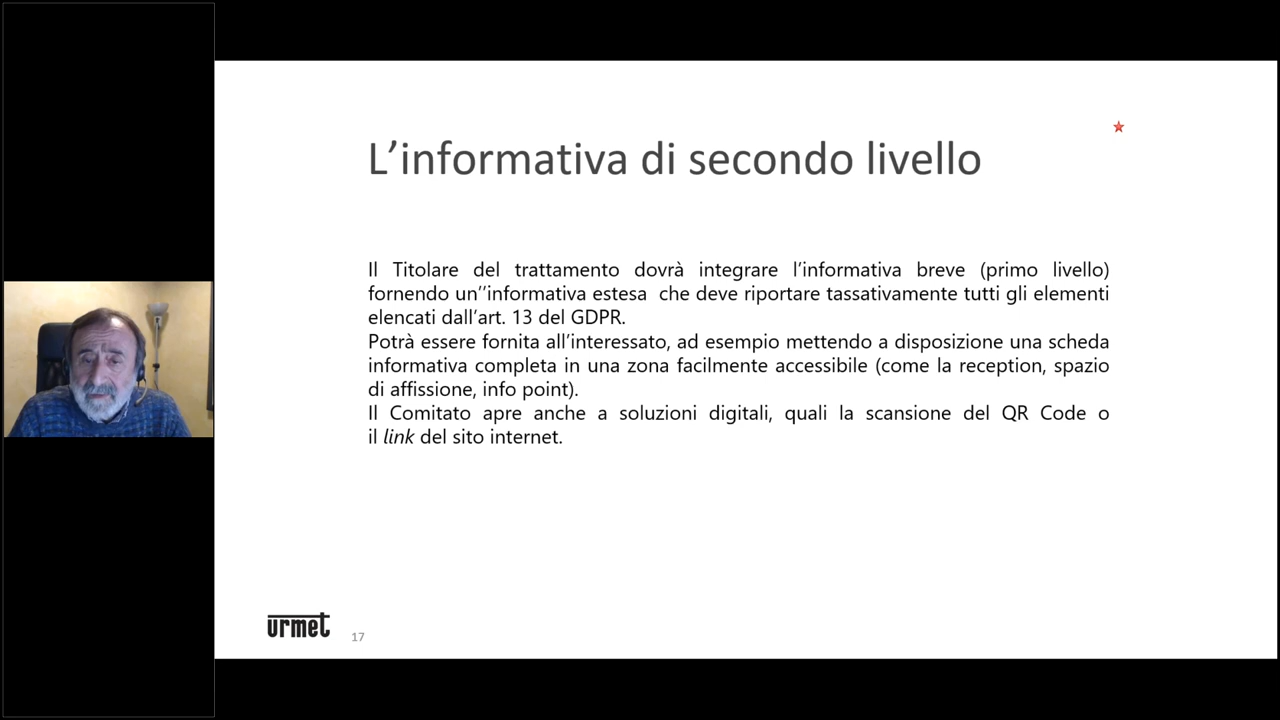 L’informativa di secondo livello
Il Titolare del trattamento dovrà integrare l’informativa breve (primo livello)
fornendo un’’informativa estesa che deve riportare tassativamente tutti gli elementi
elencati dall’art. 13 del GDPR.
Potrà essere fornita all’interessato, ad esempio mettendo a disposizione una scheda
informativa completa in una zona facilmente accessibile (come la reception, spazio
di affissione, info point).
Il Comitato apre anche a soluzioni digitali, quali la scansione del QR Code o
il link del sito internet.
urmet
17